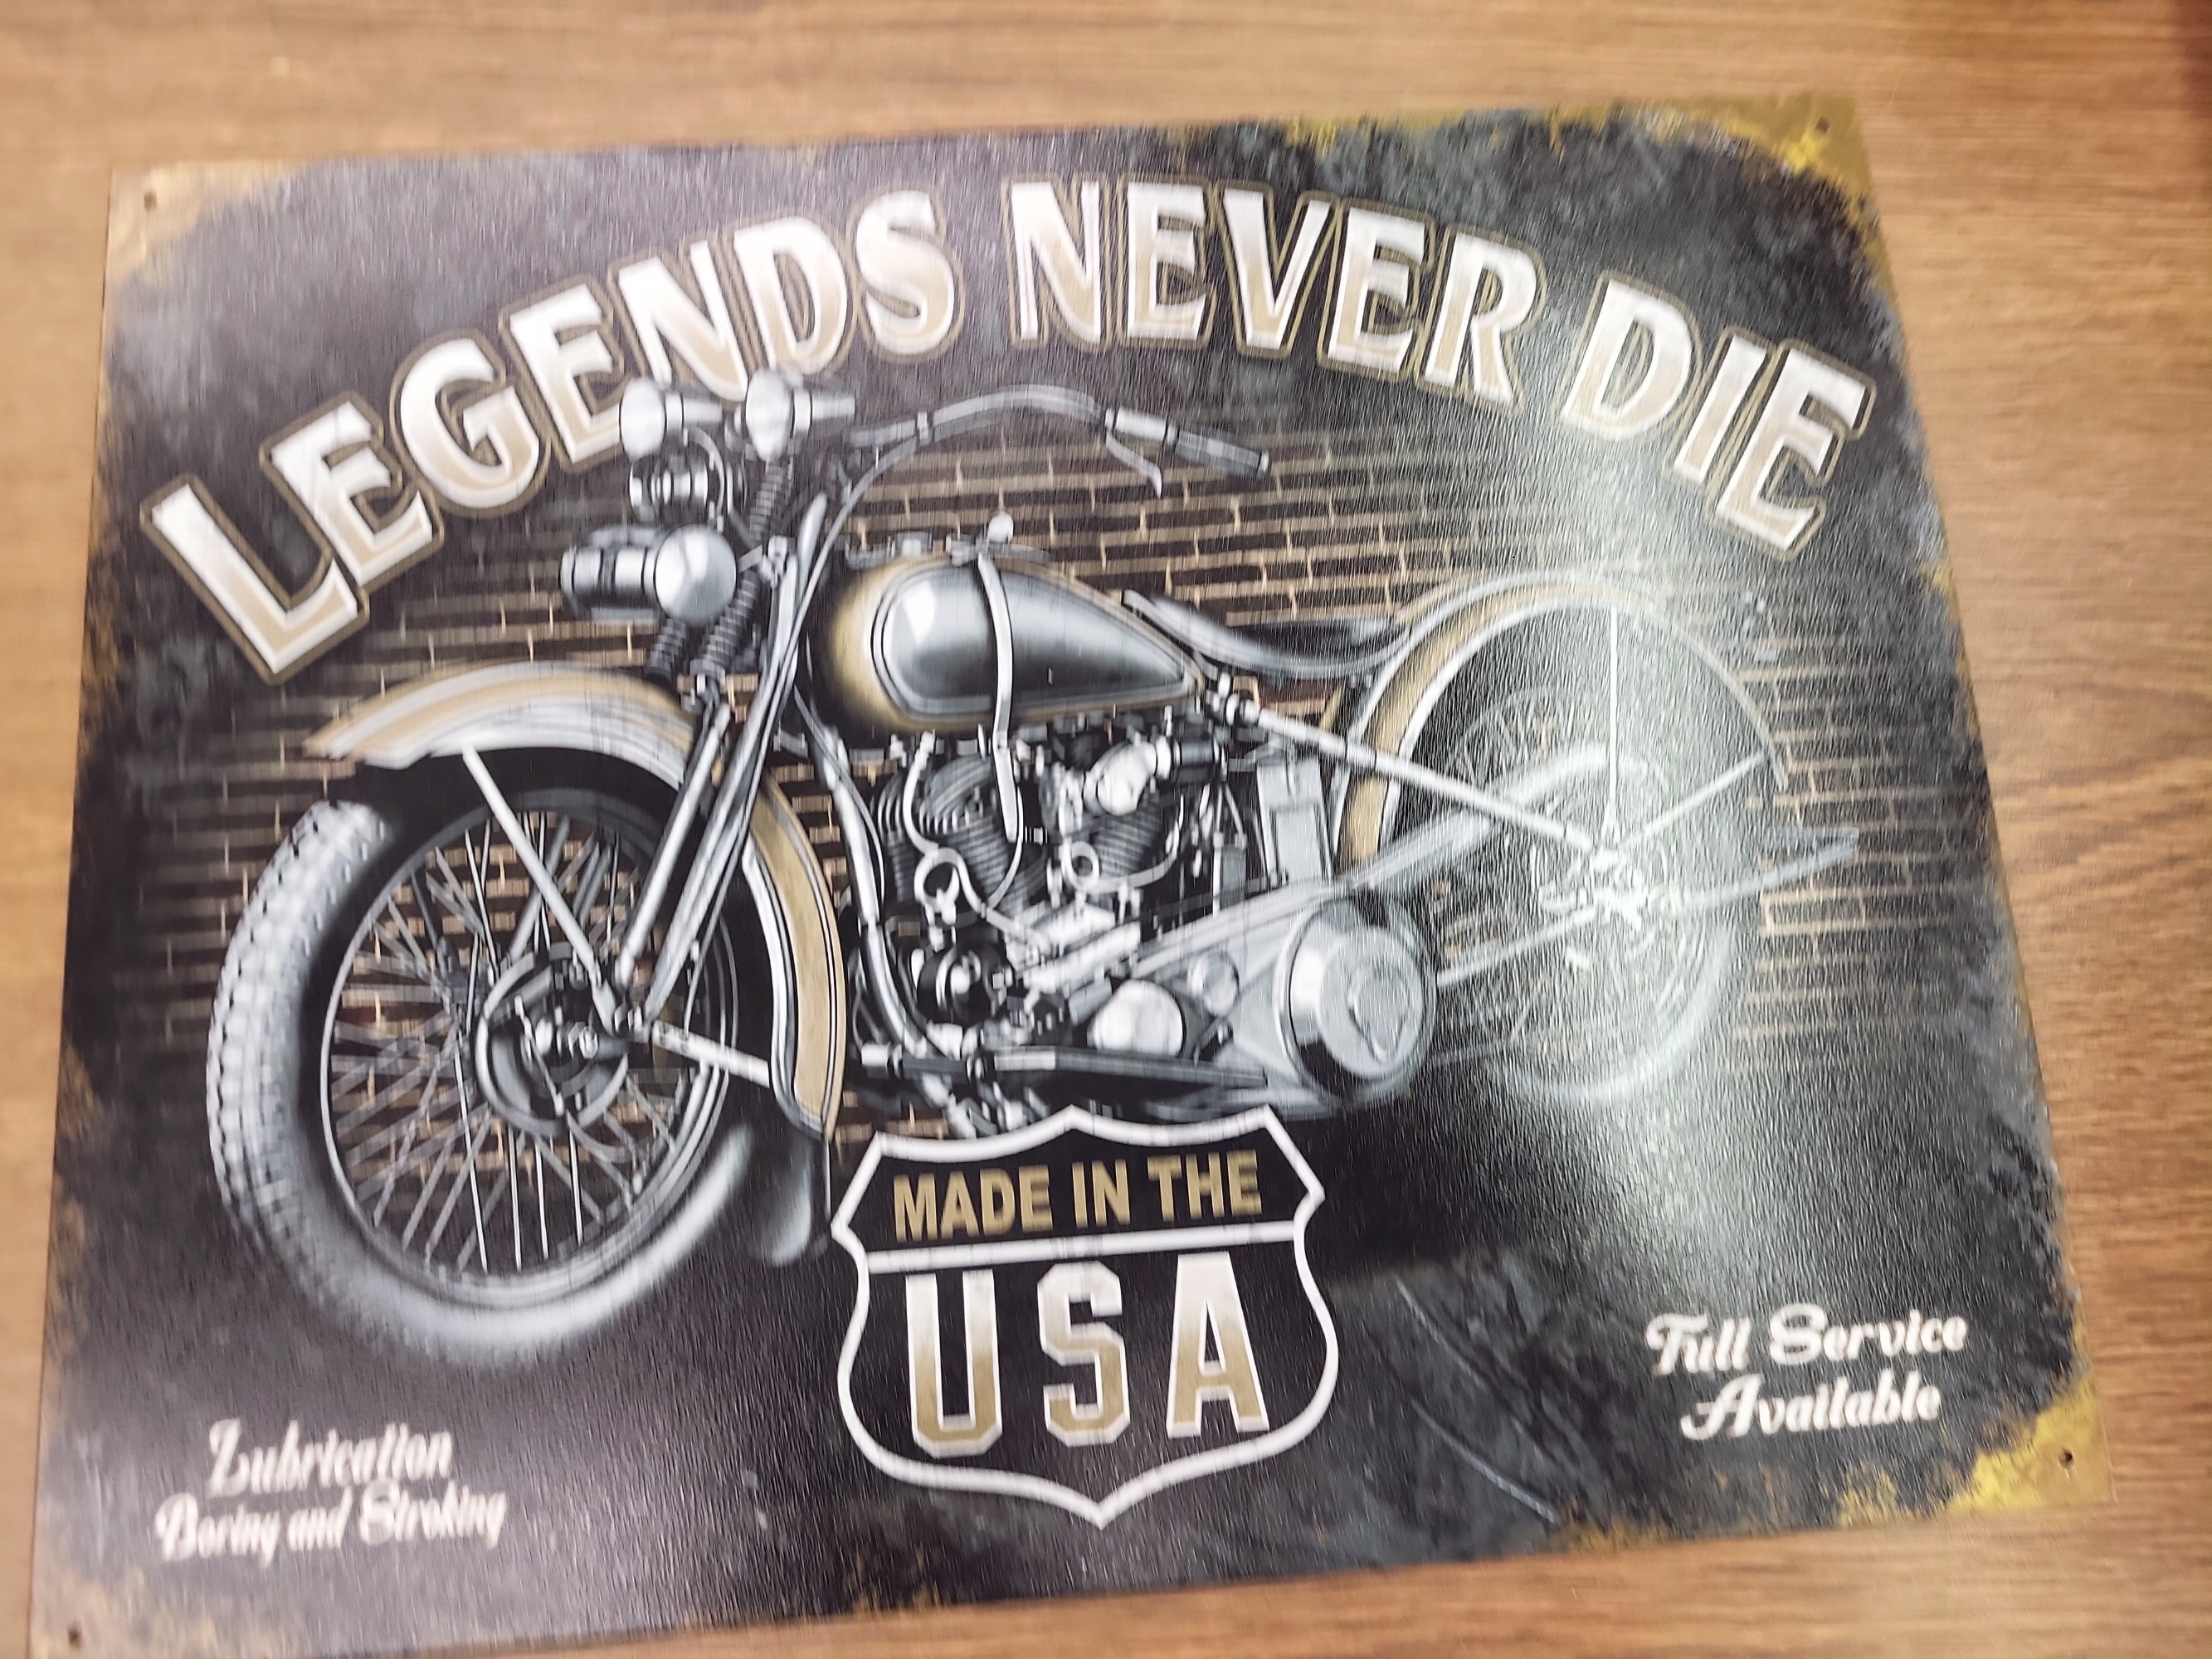 LEGENDS NEVER DIE
MADE IN THE
USA
Lubrication
Boring and Stroking
Full Service
Available